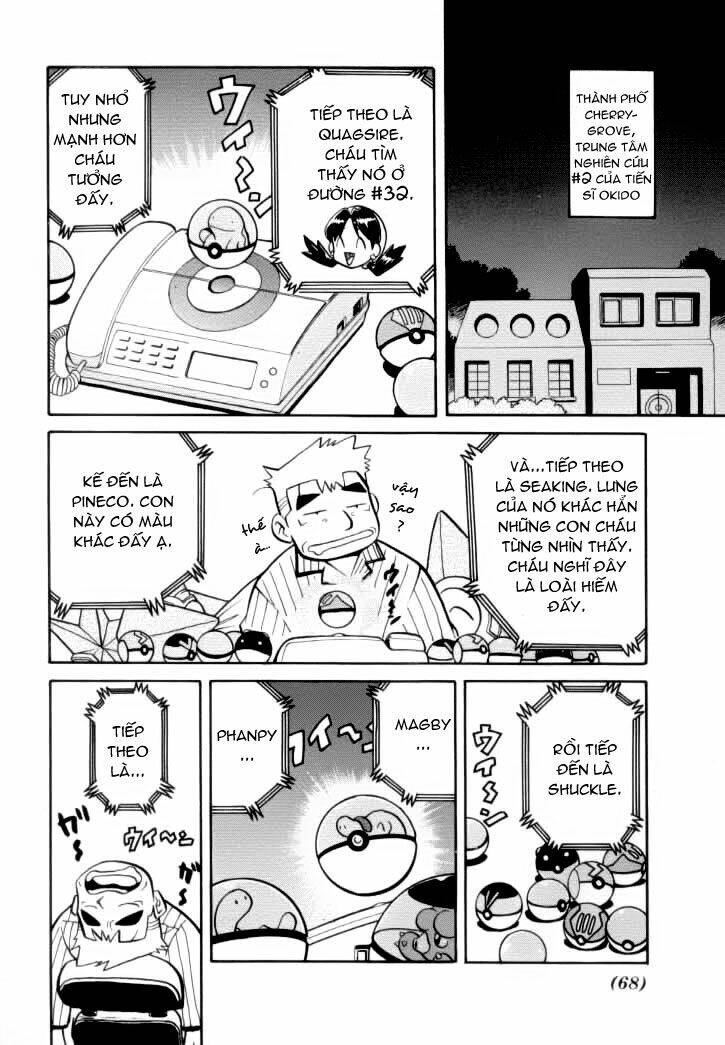 THÀNH PHỐ
CHERRY-
GROVE,
TRUNG TÂM
NGHIÊN CỨU
#2 CỦA TIẾN
SĨ OKIDO
TIẾP THEO LÀ
QUAGSIRE.
CHÁU TÌM
THẤY NÓ Ở
ĐƯỜNG #32.
ウィ〜ン
TUY NHỎ
NHƯNG
MẠNH HƠN
CHÁU
TƯỞNG
ĐẤY.
VÀ...TIẾP THEO
LÀ SEAKING. LƯNG
CỦA NÓ KHÁC HẲN
NHỮNG CON CHÁU
TỪNG NHÌN THẤY.
CHÁU NGHĨ ĐÂY
LÀ LOÀI HIẾM
ĐẤY.
vậy
sao
?
thế
à...
KẾ ĐẾN LÀ
PINECO. CON
NÀY CÓ MÀU
KHÁC ĐẤY Ạ.
RỒI TIẾP
ĐẾN LÀ
SHUCKLE.
ウィ〜ン
MAGBY
...
ウィ〜ン
PHANPY
...
TIẾP
THEO
LÀ...
ガ〜
ガ〜
ウィ〜ン
(68)